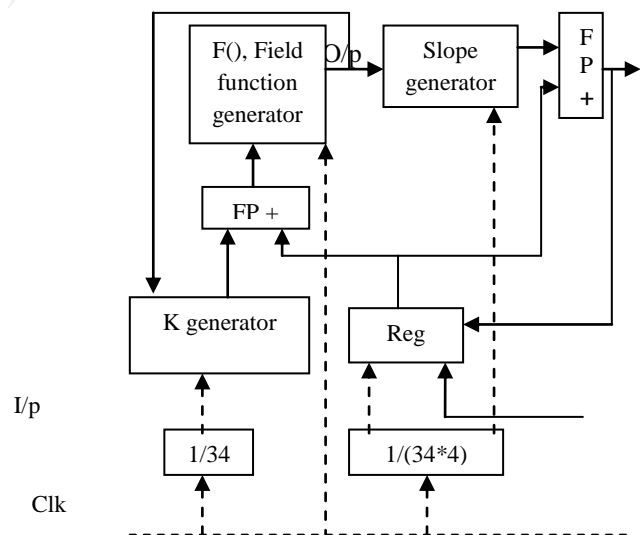 F(), Field
function
generator
O/p
Slope
generator
F
P
+
FP +
K generator
Reg
I/p
1/34
1/(34*4)
Clk